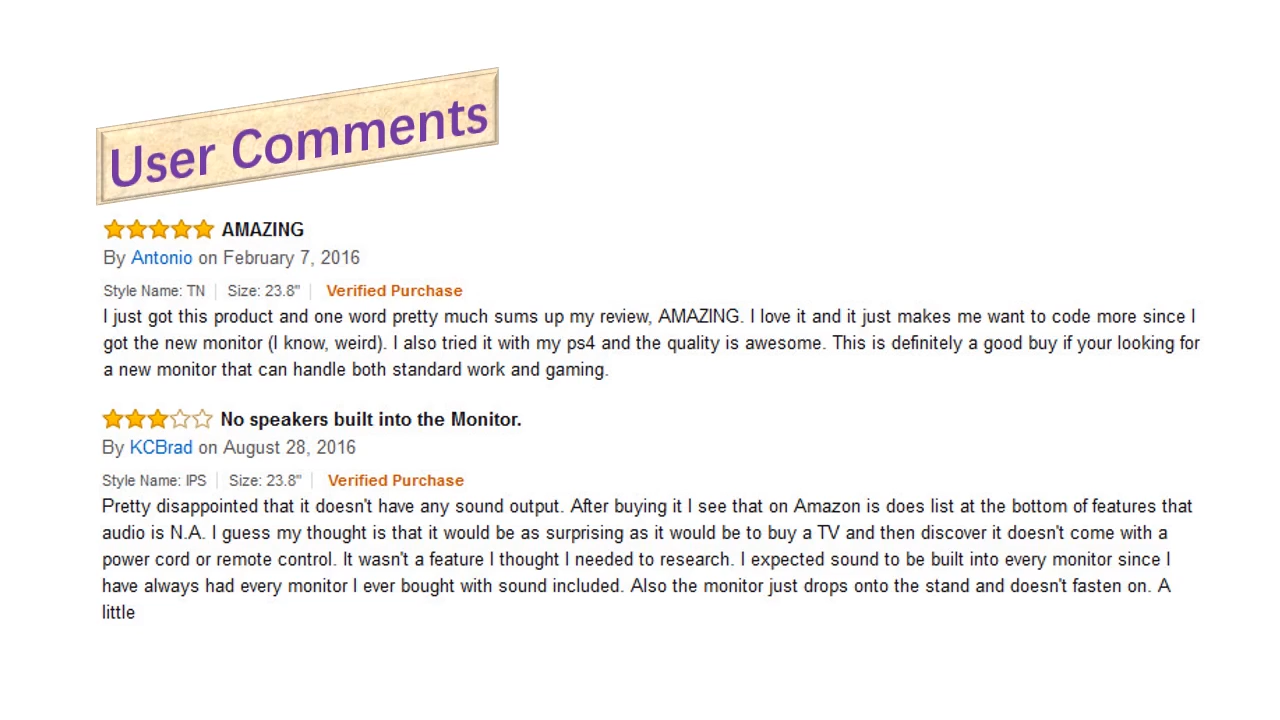 User Comments
AMAZING
By Antonio on February 7, 2016
Style Name: TN | Size: 23.8" | Verified Purchase
I just got this product and one word pretty much sums up my review, AMAZING. I love it and it just makes me want to code more since I
got the new monitor (I know, weird). I also tried it with my ps4 and the quality is awesome. This is definitely a good buy if your looking for
a new monitor that can handle both standard work and gaming.
No speakers built into the Monitor.
By KCBrad on August 28, 2016
Style Name: IPS | Size: 23.8" | Verified Purchase
Pretty disappointed that it doesn't have any sound output. After buying it I see that on Amazon is does list at the bottom of features that
audio is N.A. I guess my thought is that it would be as surprising as it would be to buy a TV and then discover it doesn't come with a
power cord or remote control. It wasn't a feature I thought I needed to research. I expected sound to be built into every monitor since I
have always had every monitor I ever bought with sound included. Also the monitor just drops onto the stand and doesn't fasten on. A
little